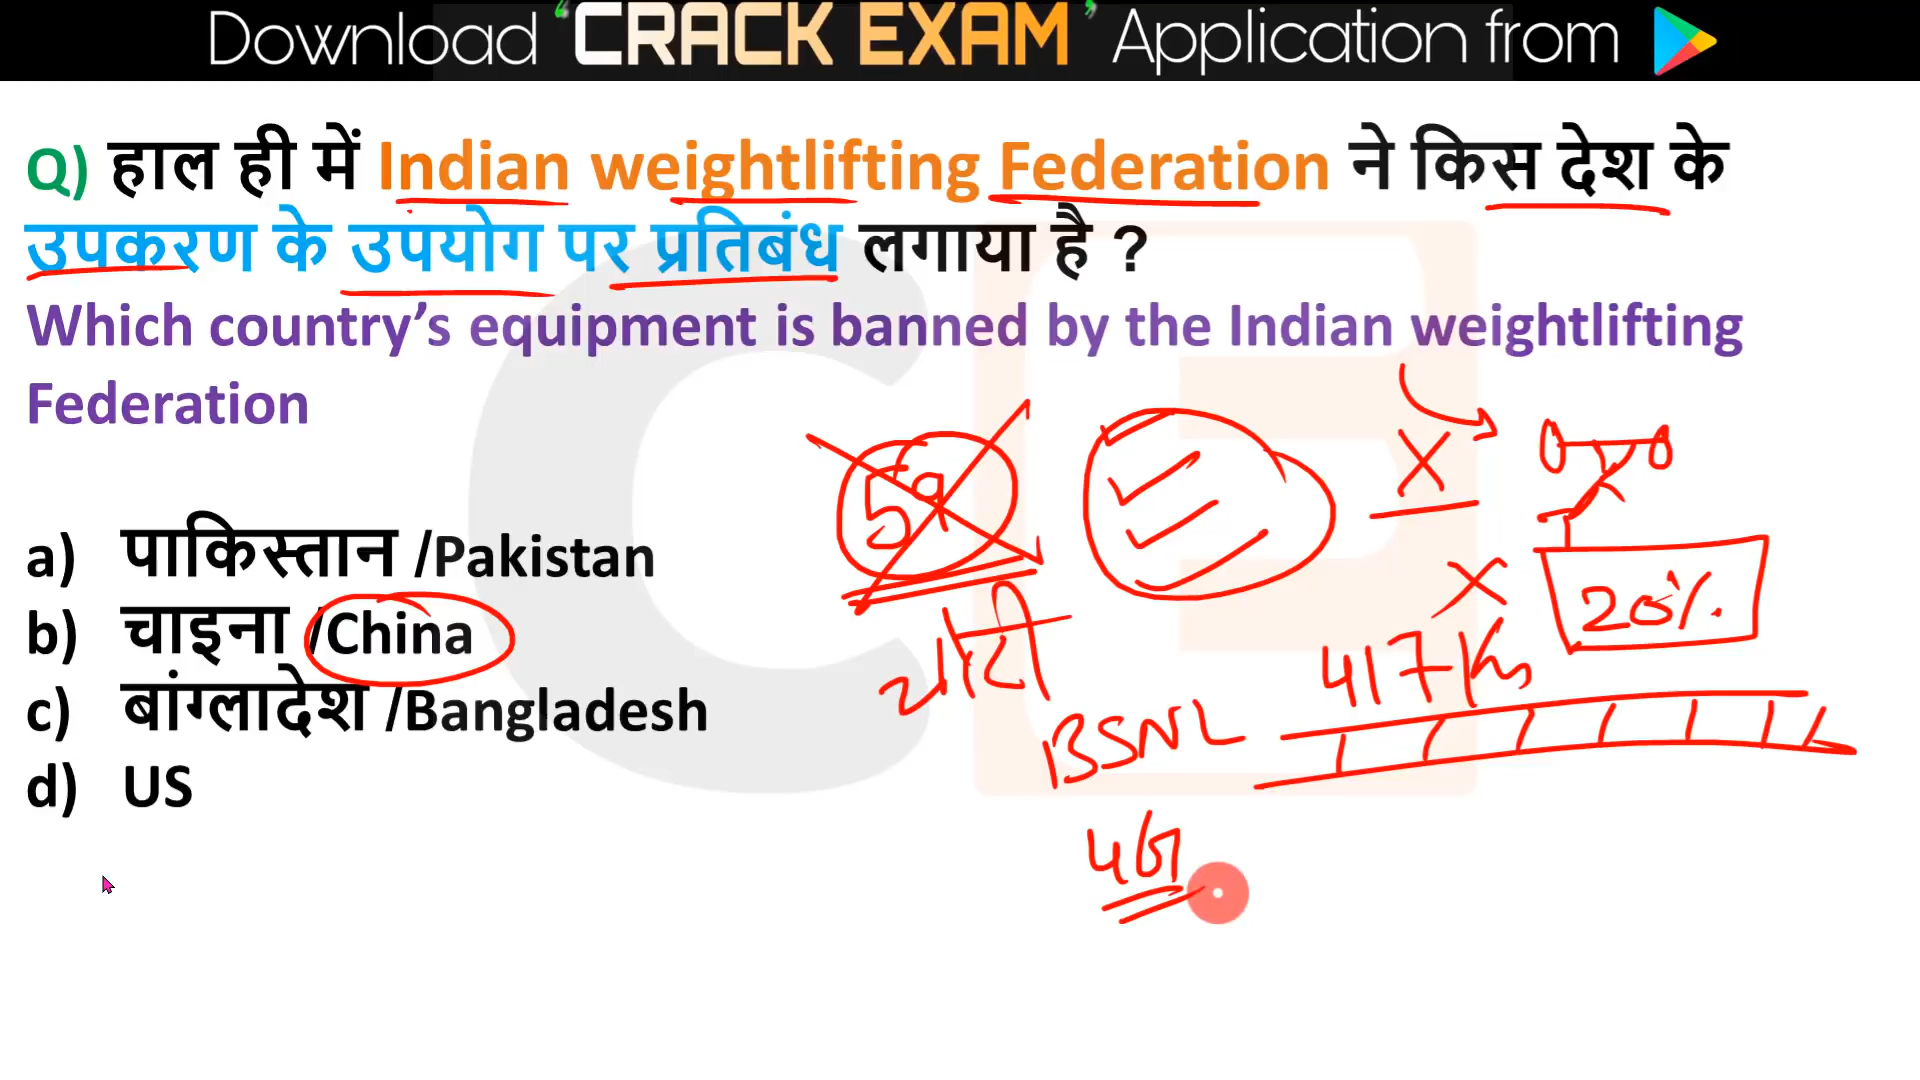 Download ‘CRACK EXAM’ Application from
Q) हाल ही में Indian weightlifting Federation ने किस देश के
उपकरण के उपयोग पर प्रतिबंध लगाया है ?
Which country’s equipment is banned by the Indian weightlifting
Federation
59
a) पाकिस्तान /Pakistan
20%
b) चाइना /China
417 Km
c) बांग्लादेश /Bangladesh
BSNL
d) US
4G